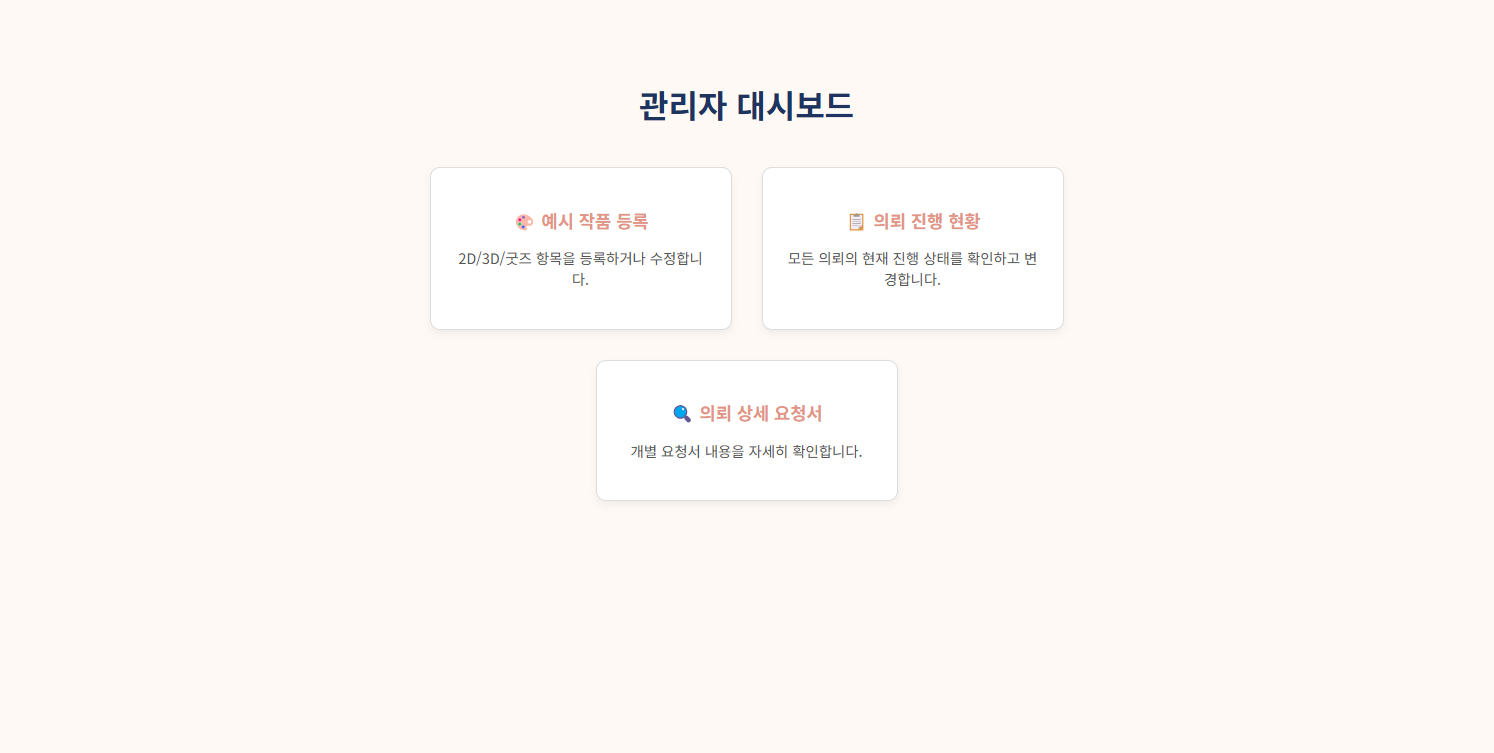 관리자 대시보드
예시 작품 등록
2D/3D/굿즈 항목을 등록하거나 수정합니
다.
의뢰 진행 현황
모든 의뢰의 현재 진행 상태를 확인하고 변
경합니다.
의뢰 상세 요청서
개별 요청서 내용을 자세히 확인합니다.